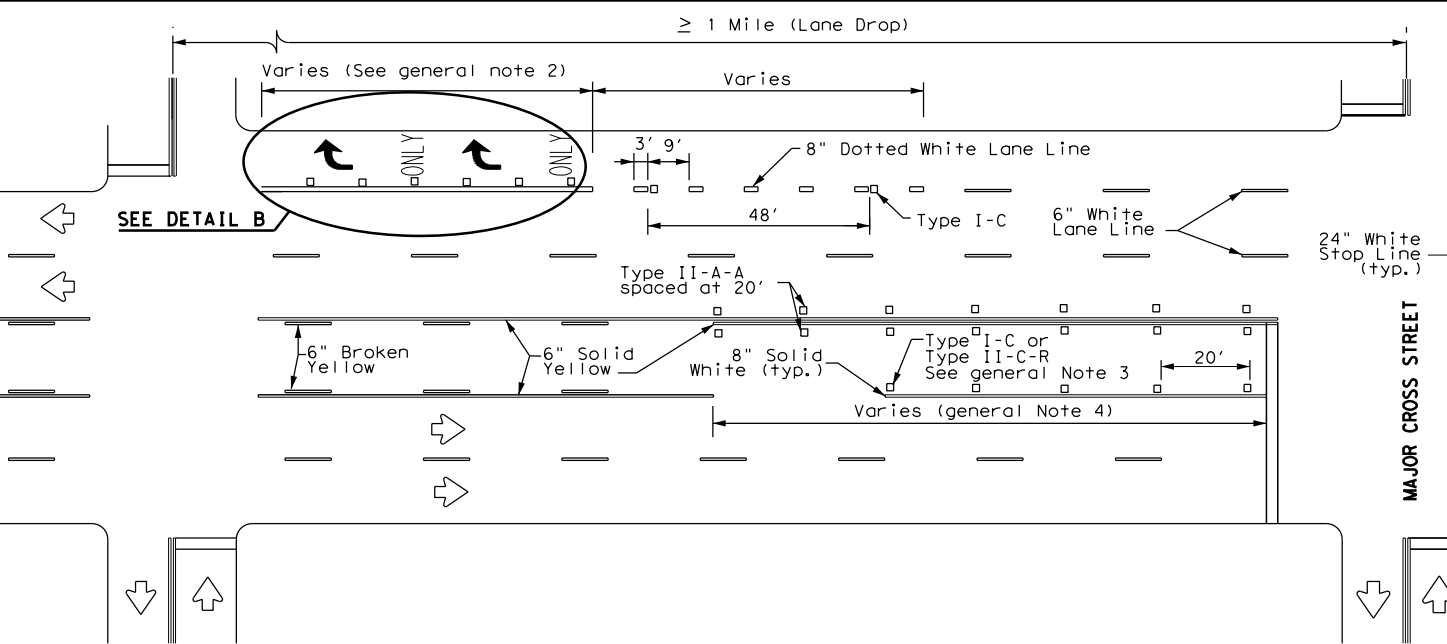 ≥ 1 Mile (Lane Drop)
Varies (See general note 2)
Varies
ONLY
ONLY
3'
9'
8" Dotted White Lane Line
SEE DETAIL B
48'
Type I-C
6" White
Lane Line
24" White
Stop Line
(typ.)
Type II-A-A
spaced at 20'
6" Broken
Yellow
6" Solid
Yellow
8" Solid
White (typ.)
Type I-C or
Type II-C-R
See general Note 3
20'
Varies (general Note 4)
MAJOR CROSS STREET